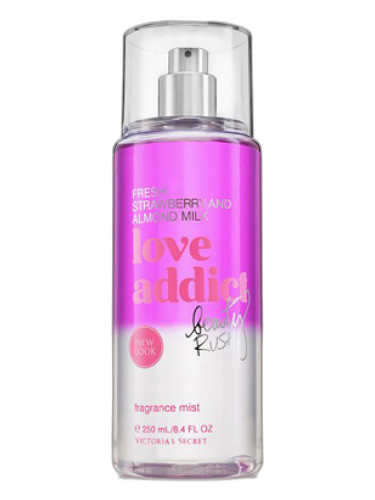 FRESH
STRAWBERRY AND
ALMOND MILK
love
addict
beauty
RUSH
NEW
LOOK
fragrance mist
℮ 250 mL/8.4 FL OZ
VICTORIA'S SECRET